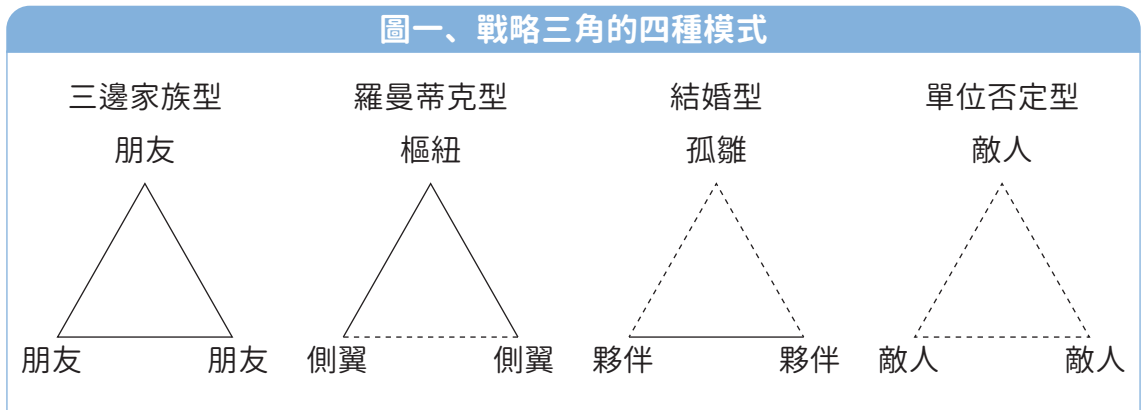 圖一、戰略三角的四種模式
三邊家族型 羅曼蒂克型 結婚型 單位否定型
朋友 樞紐 孤雛 敵人
朋友 朋友 側翼 側翼 夥伴 夥伴 敵人 敵人